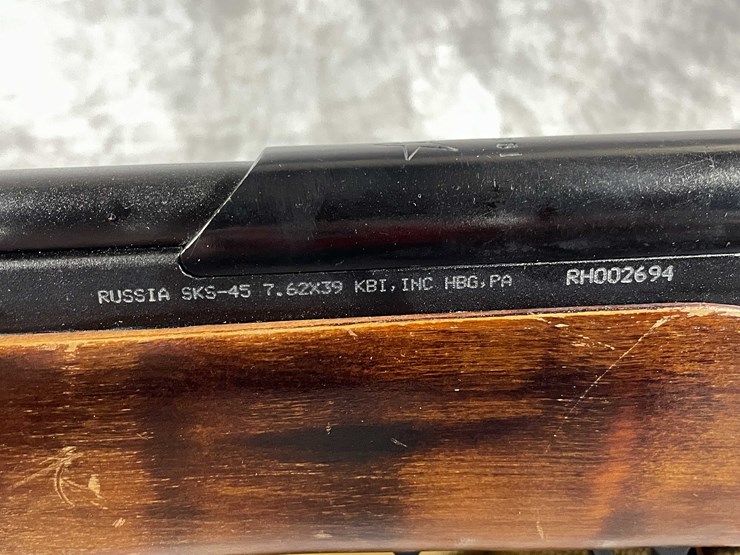 RUSSIA SKS-45 7.62X39 KBI, INC HBG, PA RH002694